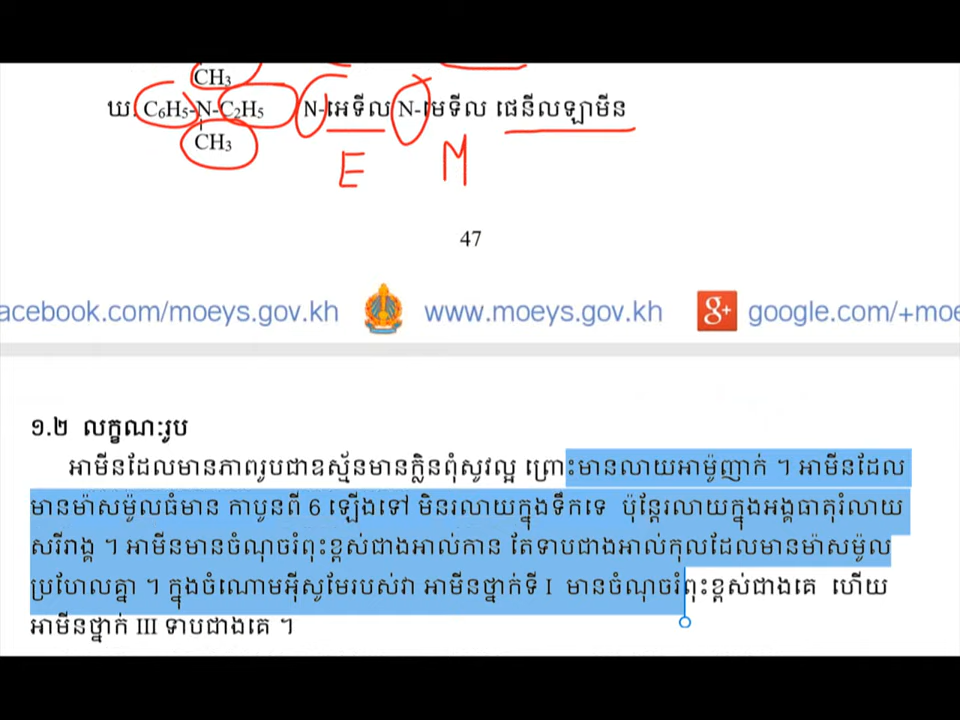 CH3
ឃ. C6H5-N-C2H5 N-អេទីល N-មេទីល ផេនីលឡាមីន
CH3
E M
47
acebook.com/moeys.gov.kh www.moeys.gov.kh g+ google.com/+moe
១.២ លក្ខណៈរូប
អាមីនដែលមានភាពរូបជាឧស្ម័នមានក្លិនពុំសូវល្អ ព្រោះមានលាយអាម៉ូញាក់ ។ អាមីនដែល
មានម៉ាសម៉ូលធំមាន កាបូនពី 6 ឡើងទៅ មិនរលាយក្នុងទឹកទេ ប៉ុន្តែរលាយក្នុងអង្គធាតុរំលាយ
សរីរាង្គ ។ អាមីនមានចំណុចរំពុះខ្ពស់ជាងអាល់កាន តែទាបជាងអាល់កុលដែលមានម៉ាសម៉ូល
ប្រហែលគ្នា ។ ក្នុងចំណោមអ៊ីសូមែរបស់វា អាមីនថ្នាក់ទី I មានចំណុចរំពុះខ្ពស់ជាងគេ ហើយ
អាមីនថ្នាក់ III ទាបជាងគេ ។